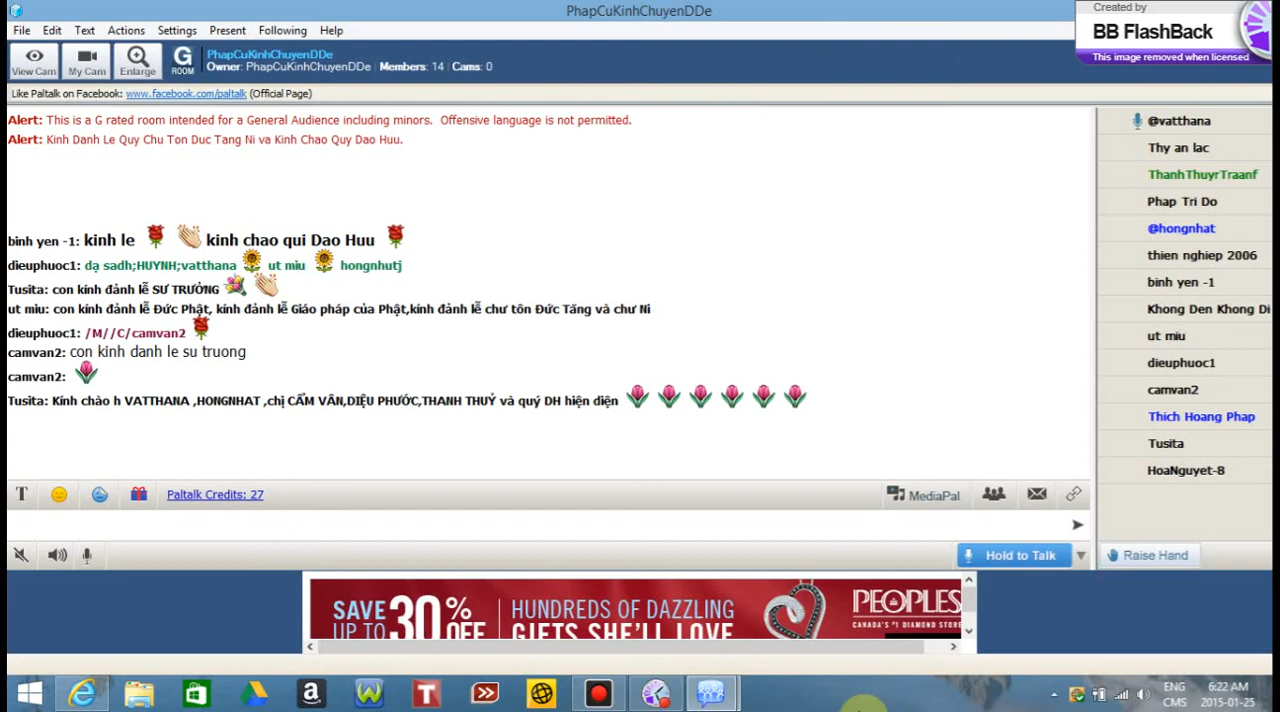 PhapCuKinhChuyenDDe
Created by
BB FlashBack
This image removed when licensed
File Edit Text Actions Settings Present Following Help
View Cam My Cam Enlarge G ROOM
PhapCuKinhChuyenDDe
Owner: PhapCuKinhChuyenDDe Members: 14 Cams: 0
Like Paltalk on Facebook: www.facebook.com/paltalk (Official Page)
Alert: This is a G rated room intended for a General Audience including minors. Offensive language is not permitted.
Alert: Kinh Danh Le Quy Chu Ton Duc Tang Ni va Kinh Chao Quy Dao Huu.
binh yen -1: kinh le kinh chao qui Dao Huu
dieuphuoc1: dạ sadh;HUYNH;vatthana ut miu hongnhutj
Tusita: con kính đảnh lễ SƯ TRƯỞNG
ut miu: con kính đảnh lễ Đức Phật, kính đảnh lễ Giáo pháp của Phật,kính đảnh lễ chư tôn Đức Tăng và chư Ni
dieuphuoc1: /M//C/camvan2
camvan2: con kinh danh le su truong
camvan2:
Tusita: Kính chào h VATTHANA ,HONGNHAT ,chị CẨM VÂN,DIỆU PHƯỚC,THANH THUỶ và quý DH hiện diện
@vatthana
Thy an lac
ThanhThuyrTraanf
Phap Tri Do
@hongnhat
thien nghiep 2006
binh yen -1
Khong Den Khong Di
ut miu
dieuphuoc1
camvan2
Thich Hoang Phap
Tusita
HoaNguyet-8
T Paltalk Credits: 27 MediaPal
Hold to Talk Raise Hand
SAVE UP TO 30% OFF
HUNDREDS OF DAZZLING
GIFTS SHE'LL LOVE
PEOPLES
CANADA'S #1 DIAMOND STORE
ENG 6:22 AM
CMS 2015-01-25